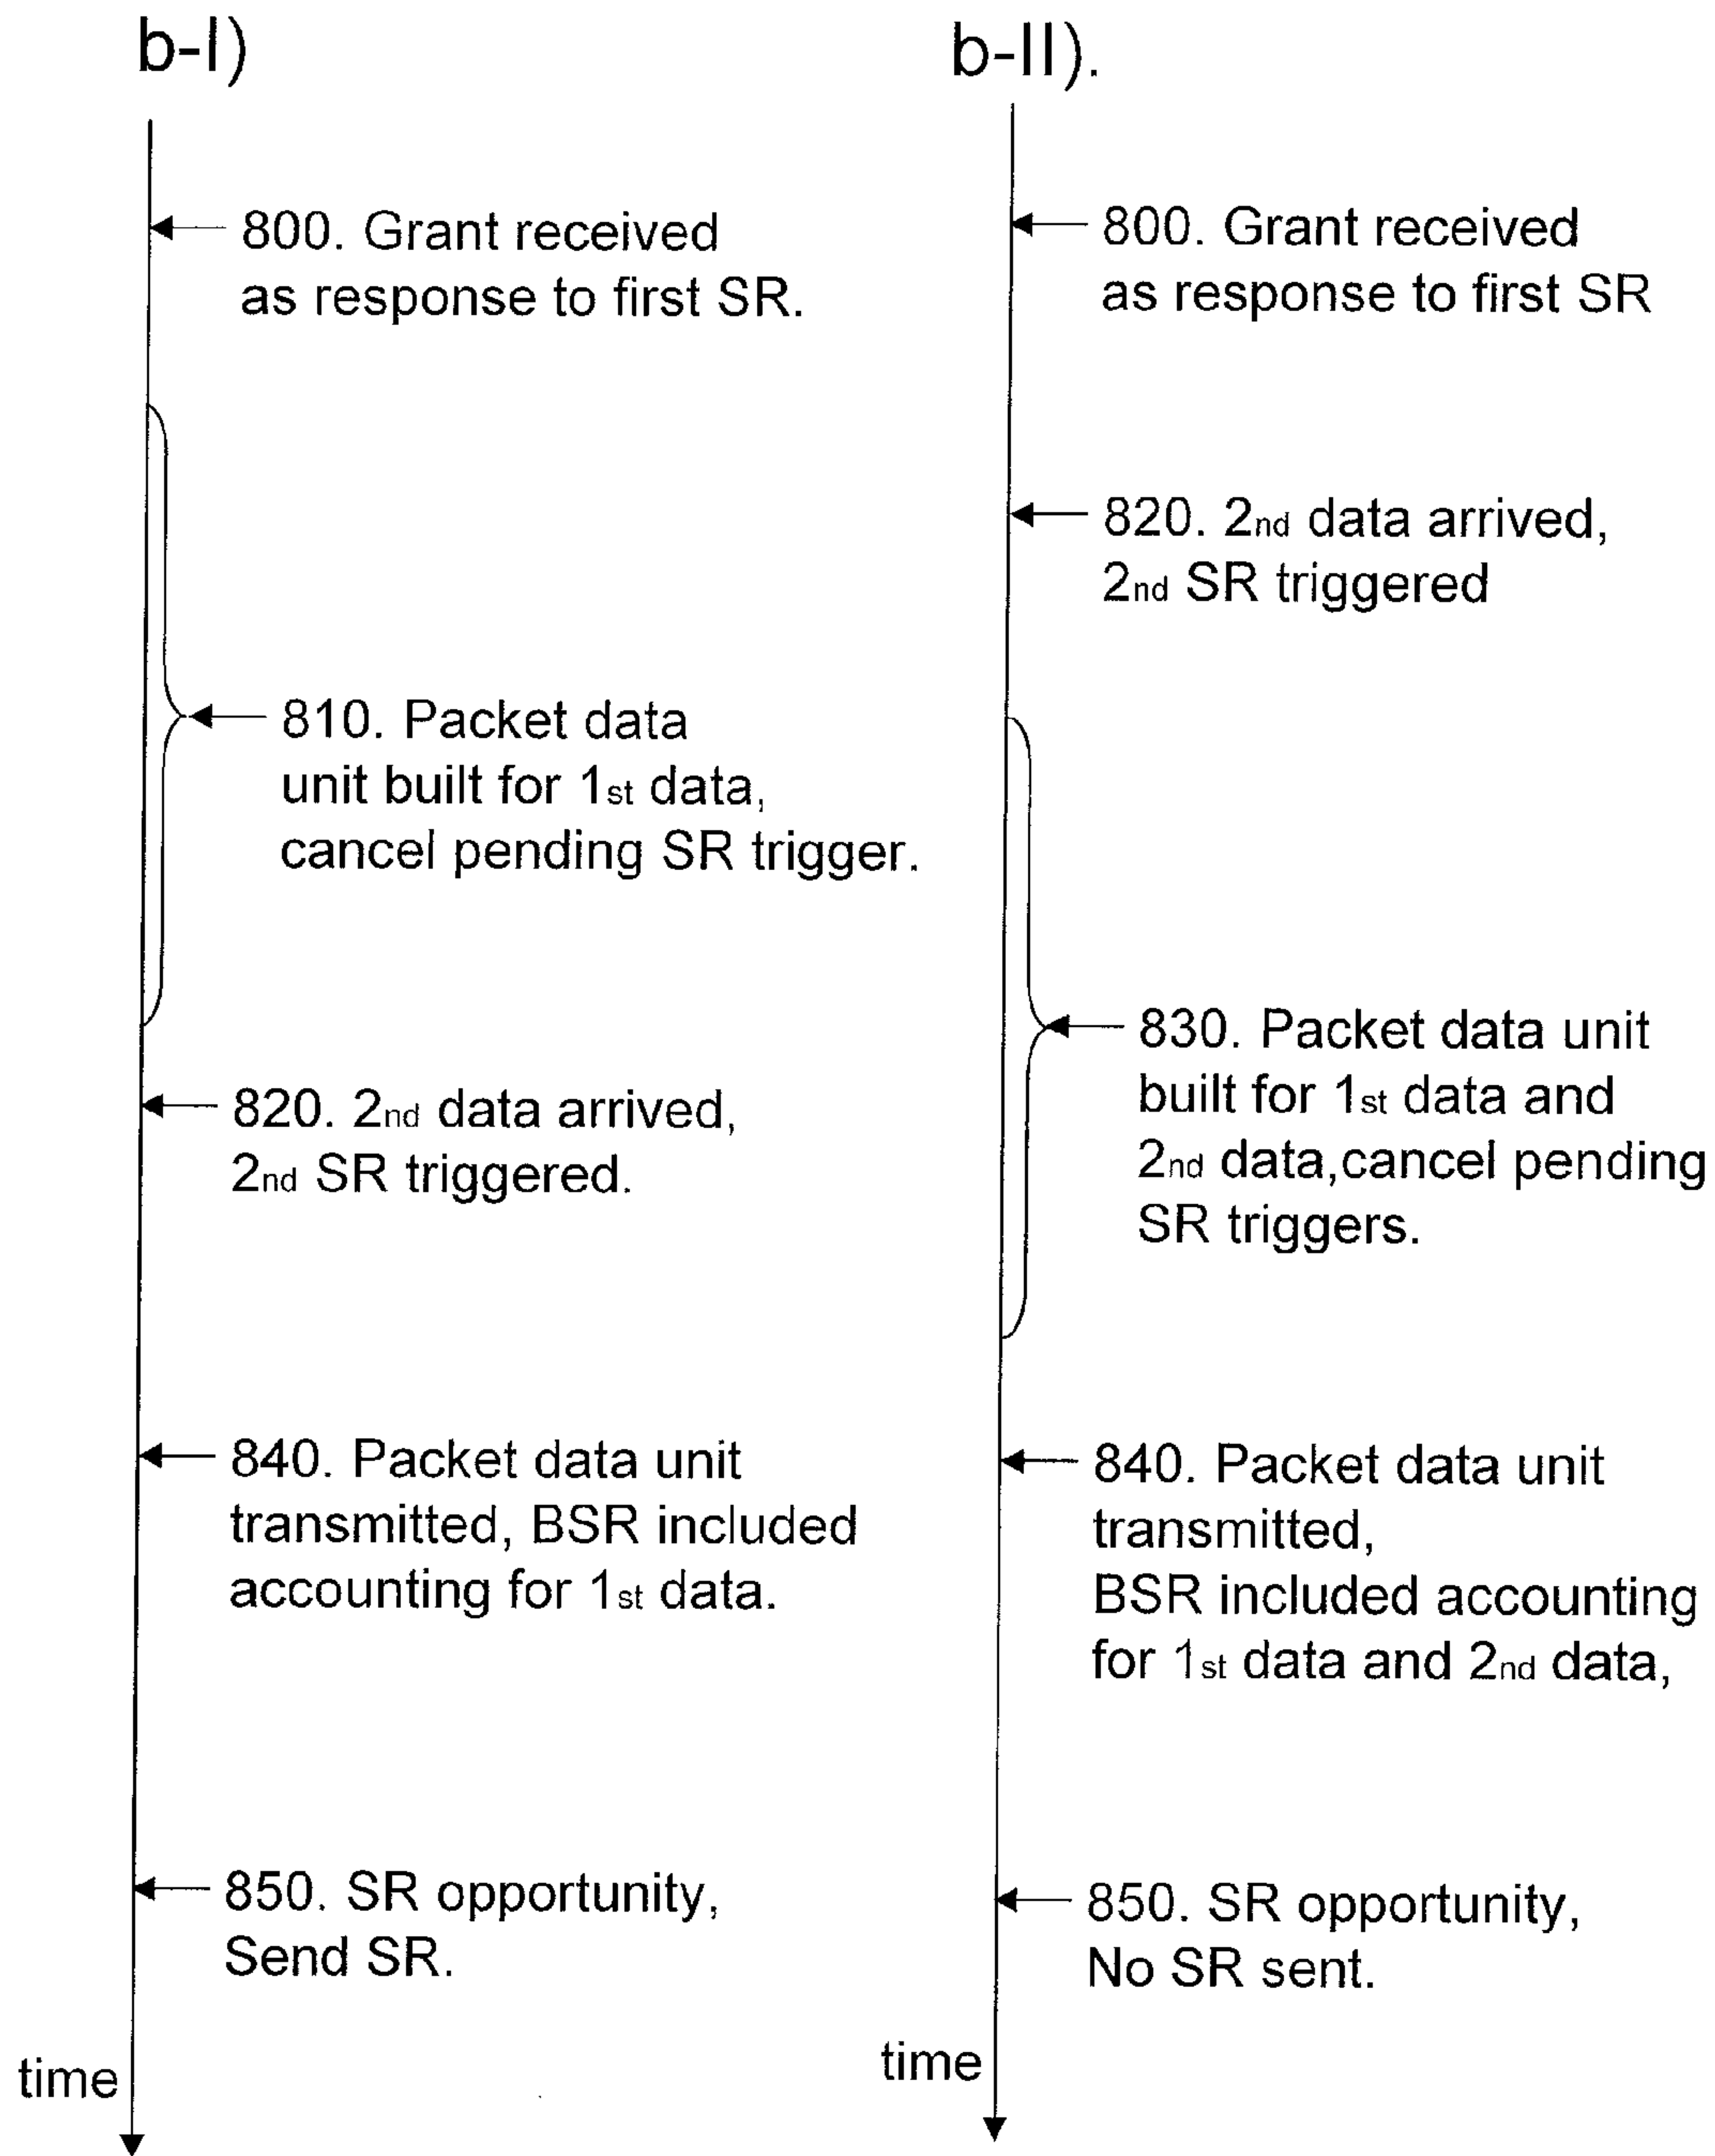 b-I)
800. Grant received
as response to first SR.
810. Packet data
unit built for 1st data,
cancel pending SR trigger.
820. 2nd data arrived,
2nd SR triggered.
840. Packet data unit
transmitted, BSR included
accounting for 1st data.
850. SR opportunity,
Send SR.
time
b-II).
800. Grant received
as response to first SR
820. 2nd data arrived,
2nd SR triggered
830. Packet data unit
built for 1st data and
2nd data,cancel pending
SR triggers.
840. Packet data unit
transmitted,
BSR included accounting
for 1st data and 2nd data,
850. SR opportunity,
No SR sent.
time